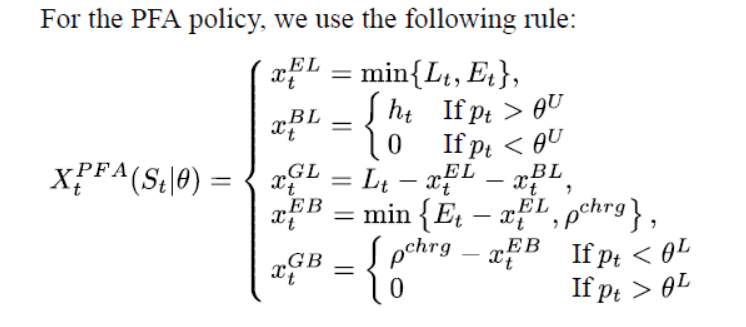 For the PFA policy, we use the following rule:
x_t^{EL} = min{L_t, E_t},
x_t^{BL} = { h_t If p_t > θ^U
0 If p_t < θ^U
X_t^{PFA}(S_t|θ) = { x_t^{GL} = L_t − x_t^{EL} − x_t^{BL},
x_t^{EB} = min {E_t − x_t^{EL}, ρ^{chrg}},
x_t^{GB} = { ρ^{chrg} − x_t^{EB} If p_t < θ^L
0 If p_t > θ^L